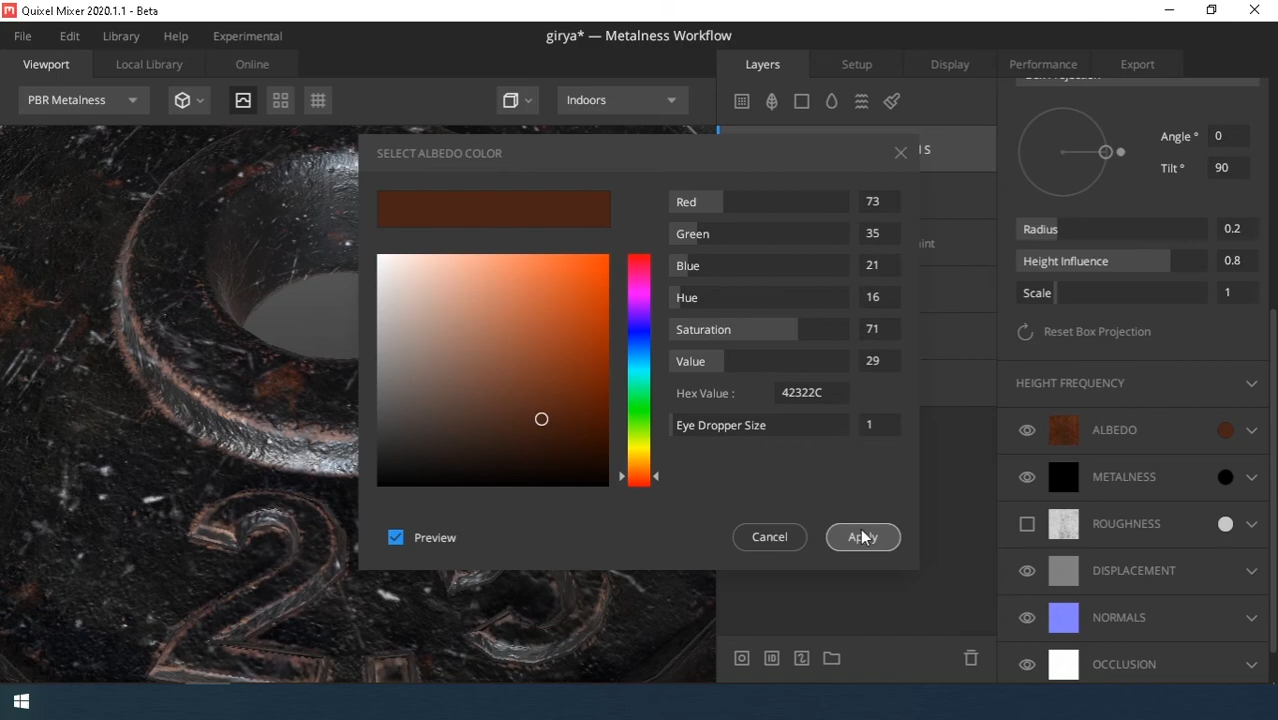 Quixel Mixer 2020.1.1 - Beta
File Edit Library Help Experimental
girya* — Metalness Workflow
Viewport Local Library Online
Layers Setup Display Performance Export
PBR Metalness
Indoors
SELECT ALBEDO COLOR
Red 73
Green 35
Blue 21
Hue 16
Saturation 71
Value 29
Hex Value : 42322C
Eye Dropper Size 1
Preview
Cancel
Apply
Angle ° 0
Tilt ° 90
Radius 0.2
Height Influence 0.8
Scale 1
Reset Box Projection
HEIGHT FREQUENCY
ALBEDO
METALNESS
ROUGHNESS
DISPLACEMENT
NORMALS
OCCLUSION
2